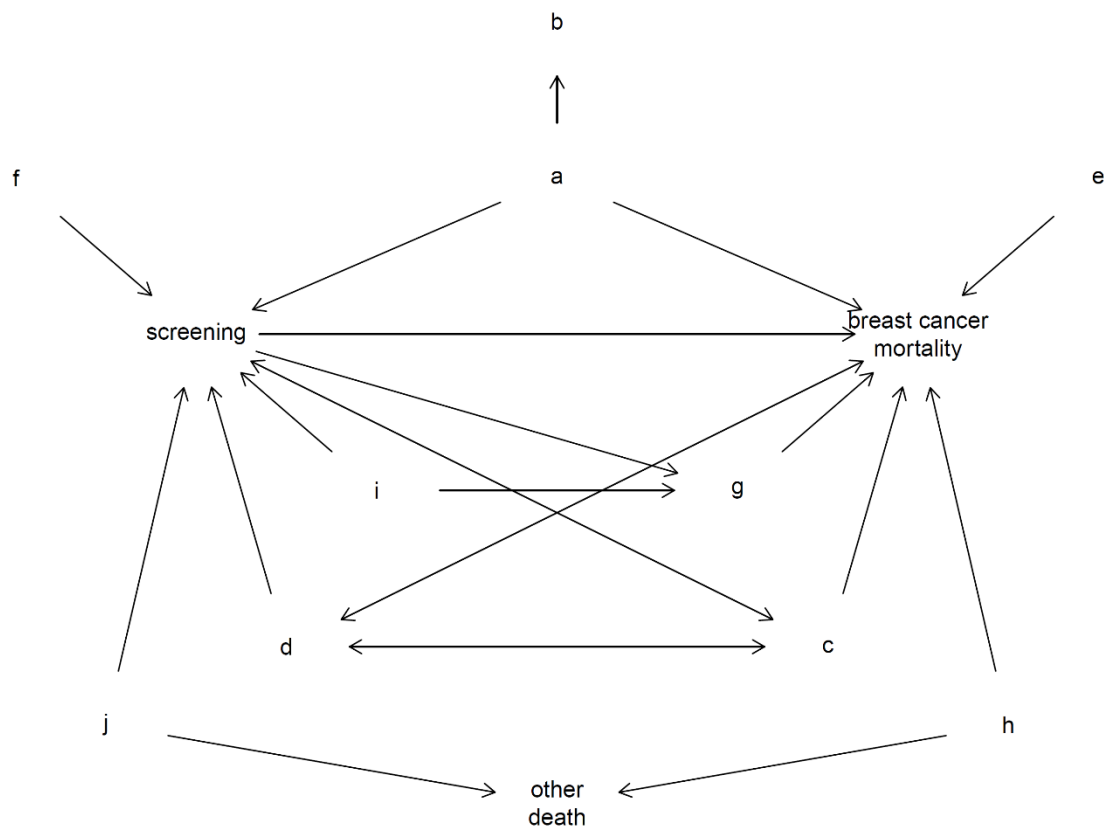 b
f
a
e
screening
breast cancer
mortality
i
g
d
c
j
h
other
death